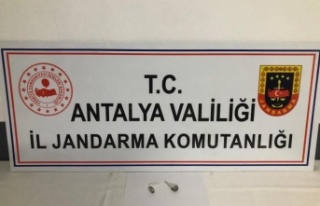 T.C.
ANTALYA VALİLİĞİ
İL JANDARMA KOMUTANLIĞI